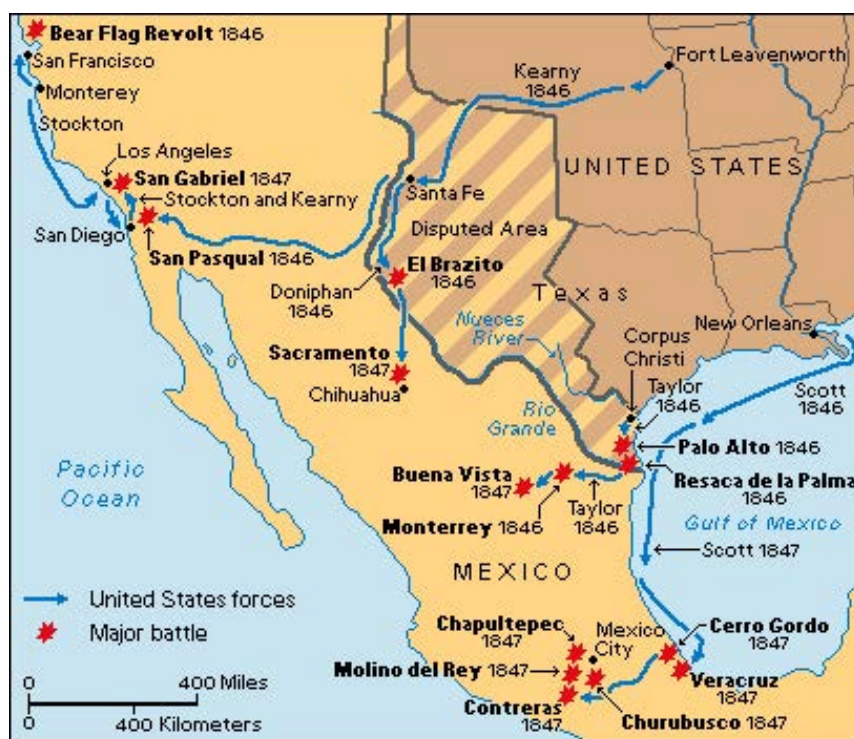 Bear Flag Revolt 1846
San Francisco
Monterey
Stockton
Los Angeles
San Gabriel 1847
Stockton and Kearny
San Diego
San Pasqual 1846
Kearny
1846
Fort Leavenworth
UNITED STATES
Santa Fe
Disputed Area
El Brazito
1846
Doniphan
1846
Texas
Nueces
River
New Orleans
Sacramento
1847
Chihuahua
Corpus
Christi
Taylor
1846
Scott
1846
Rio
Grande
Palo Alto 1846
Pacific
Ocean
Buena Vista
1847
Resaca de la Palma
1846
Monterrey 1846
Taylor
1846
Gulf of Mexico
Scott 1847
MEXICO
United States forces
Major battle
Chapultepec
1847
Mexico
City
Cerro Gordo
1847
Molino del Rey 1847
Veracruz
1847
Contreras
1847
Churubusco 1847
0 400 Miles
0 400 Kilometers